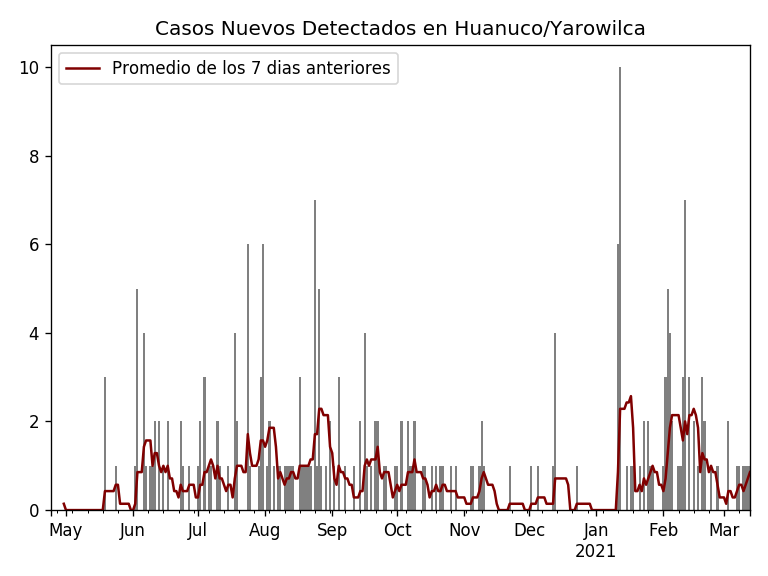 Casos Nuevos Detectados en Huanuco/Yarowilca
Promedio de los 7 dias anteriores
10
8
6
4
2
0
May Jun Jul Aug Sep Oct Nov Dec Jan Feb Mar
2021